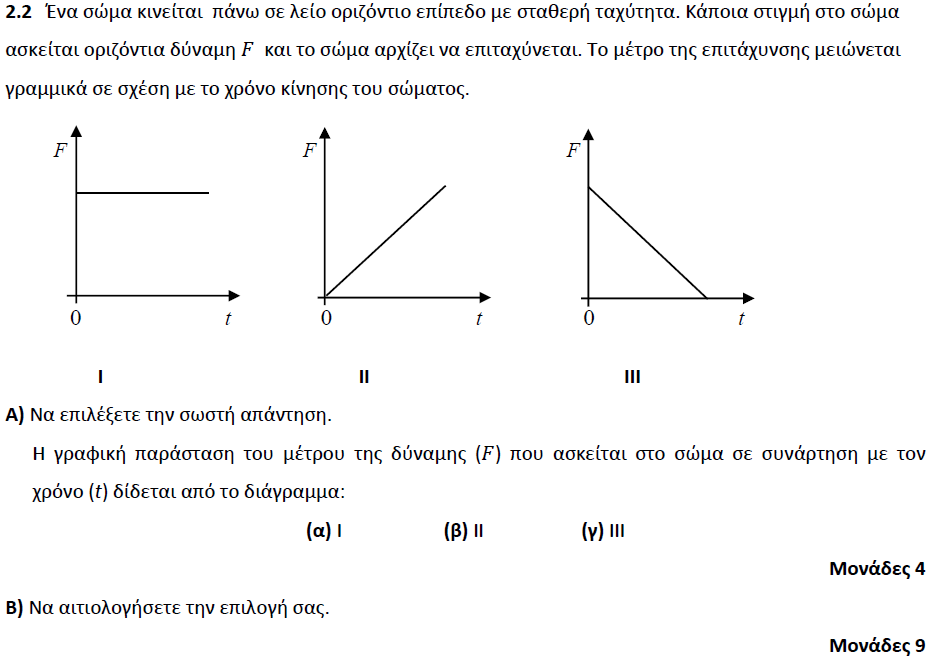 2.2 Ένα σώμα κινείται πάνω σε λείο οριζόντιο επίπεδο με σταθερή ταχύτητα. Κάποια στιγμή στο σώμα
ασκείται οριζόντια δύναμη F και το σώμα αρχίζει να επιταχύνεται. Το μέτρο της επιτάχυνσης μειώνεται
γραμμικά σε σχέση με το χρόνο κίνησης του σώματος.
F F F
0 t 0 t 0 t
I II III
Α) Να επιλέξετε την σωστή απάντηση.
Η γραφική παράσταση του μέτρου της δύναμης (F) που ασκείται στο σώμα σε συνάρτηση με τον
χρόνο (t) δίδεται από το διάγραμμα:
(α) I (β) II (γ) III
Μονάδες 4
Β) Να αιτιολογήσετε την επιλογή σας.
Μονάδες 9